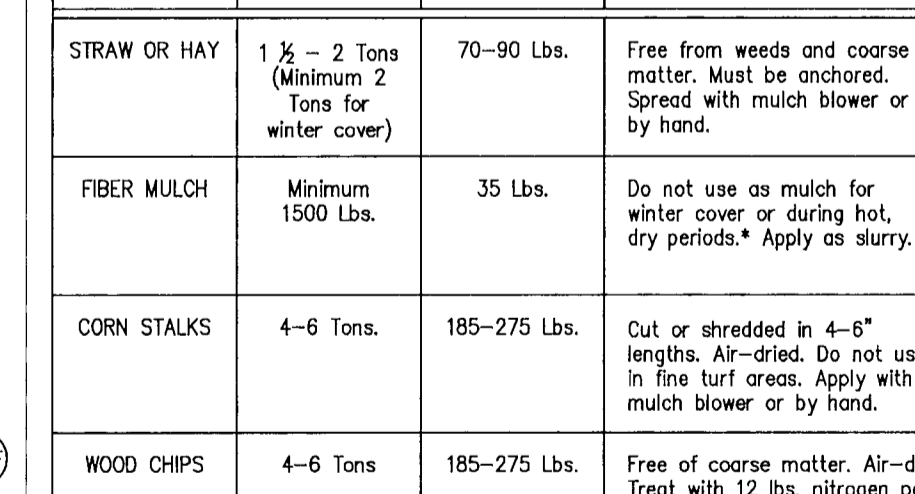 STRAW OR HAY
1 ½ – 2 Tons
(Minimum 2
Tons for
winter cover)
70–90 Lbs.
Free from weeds and coarse
matter. Must be anchored.
Spread with mulch blower or
by hand.
FIBER MULCH
Minimum
1500 Lbs.
35 Lbs.
Do not use as mulch for
winter cover or during hot,
dry periods.* Apply as slurry.
CORN STALKS
4–6 Tons.
185–275 Lbs.
Cut or shredded in 4–6"
lengths. Air–dried. Do not us
in fine turf areas. Apply with
mulch blower or by hand.
WOOD CHIPS
4–6 Tons
185–275 Lbs.
Free of coarse matter. Air–d
Treat with 12 lbs. nitrogen p